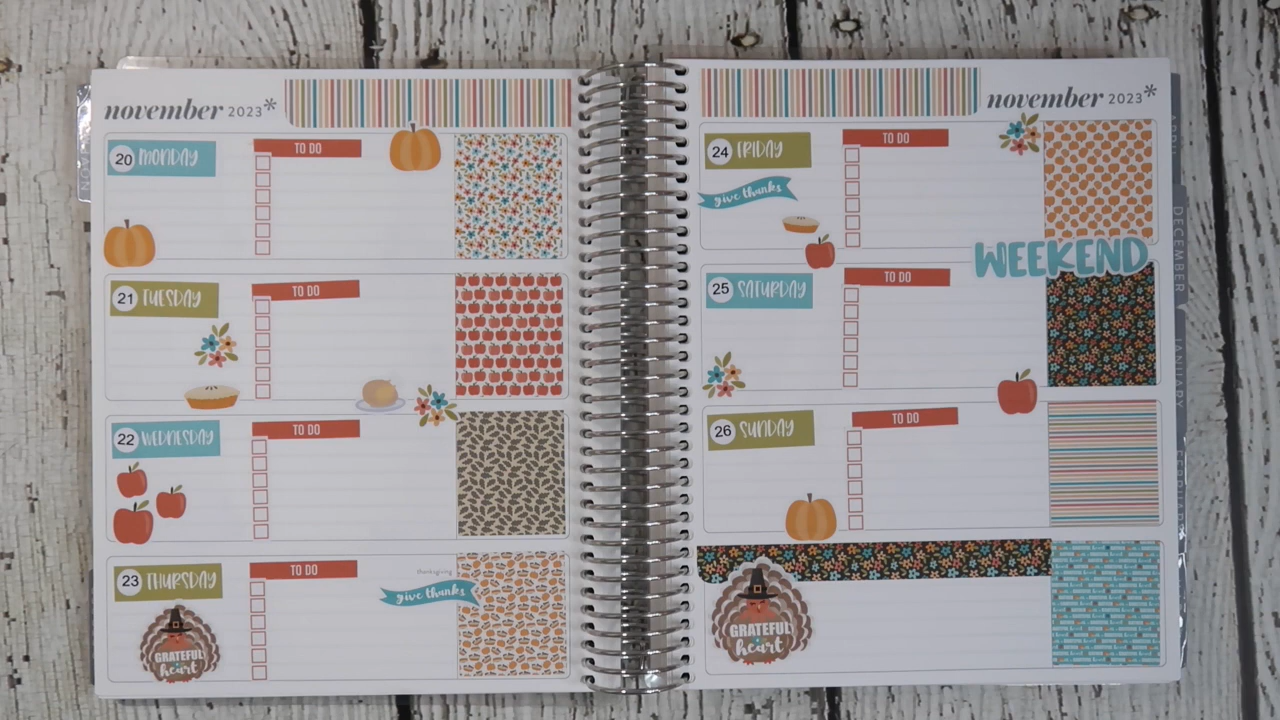 november 2023*
20 MONDAY
TO DO
21 TUESDAY
TO DO
22 WEDNESDAY
TO DO
23 THURSDAY
TO DO
thanksgiving
give thanks
GRATEFUL
heart
november 2023*
24 FRIDAY
TO DO
give thanks
WEEKEND
25 SATURDAY
TO DO
26 SUNDAY
TO DO
GRATEFUL
heart
DECEMBER
JANUARY